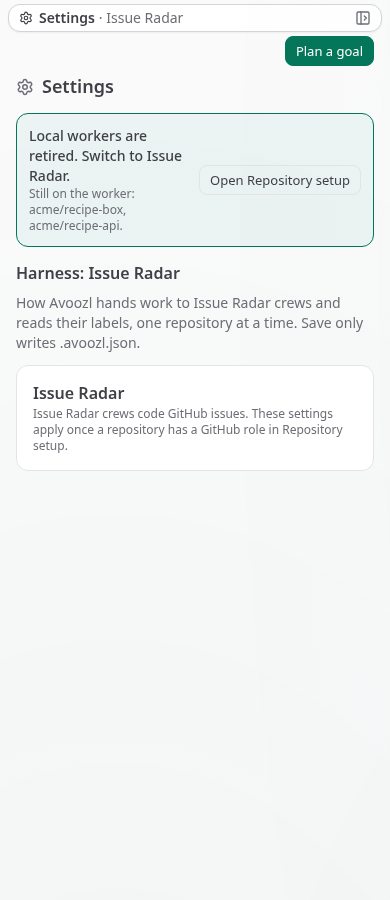 Settings · Issue Radar
Plan a goal
Settings
Local workers are
retired. Switch to Issue
Radar.
Still on the worker:
acme/recipe-box,
acme/recipe-api.
Open Repository setup
Harness: Issue Radar
How Avoozl hands work to Issue Radar crews and
reads their labels, one repository at a time. Save only
writes .avoozl.json.
Issue Radar
Issue Radar crews code GitHub issues. These settings
apply once a repository has a GitHub role in Repository
setup.